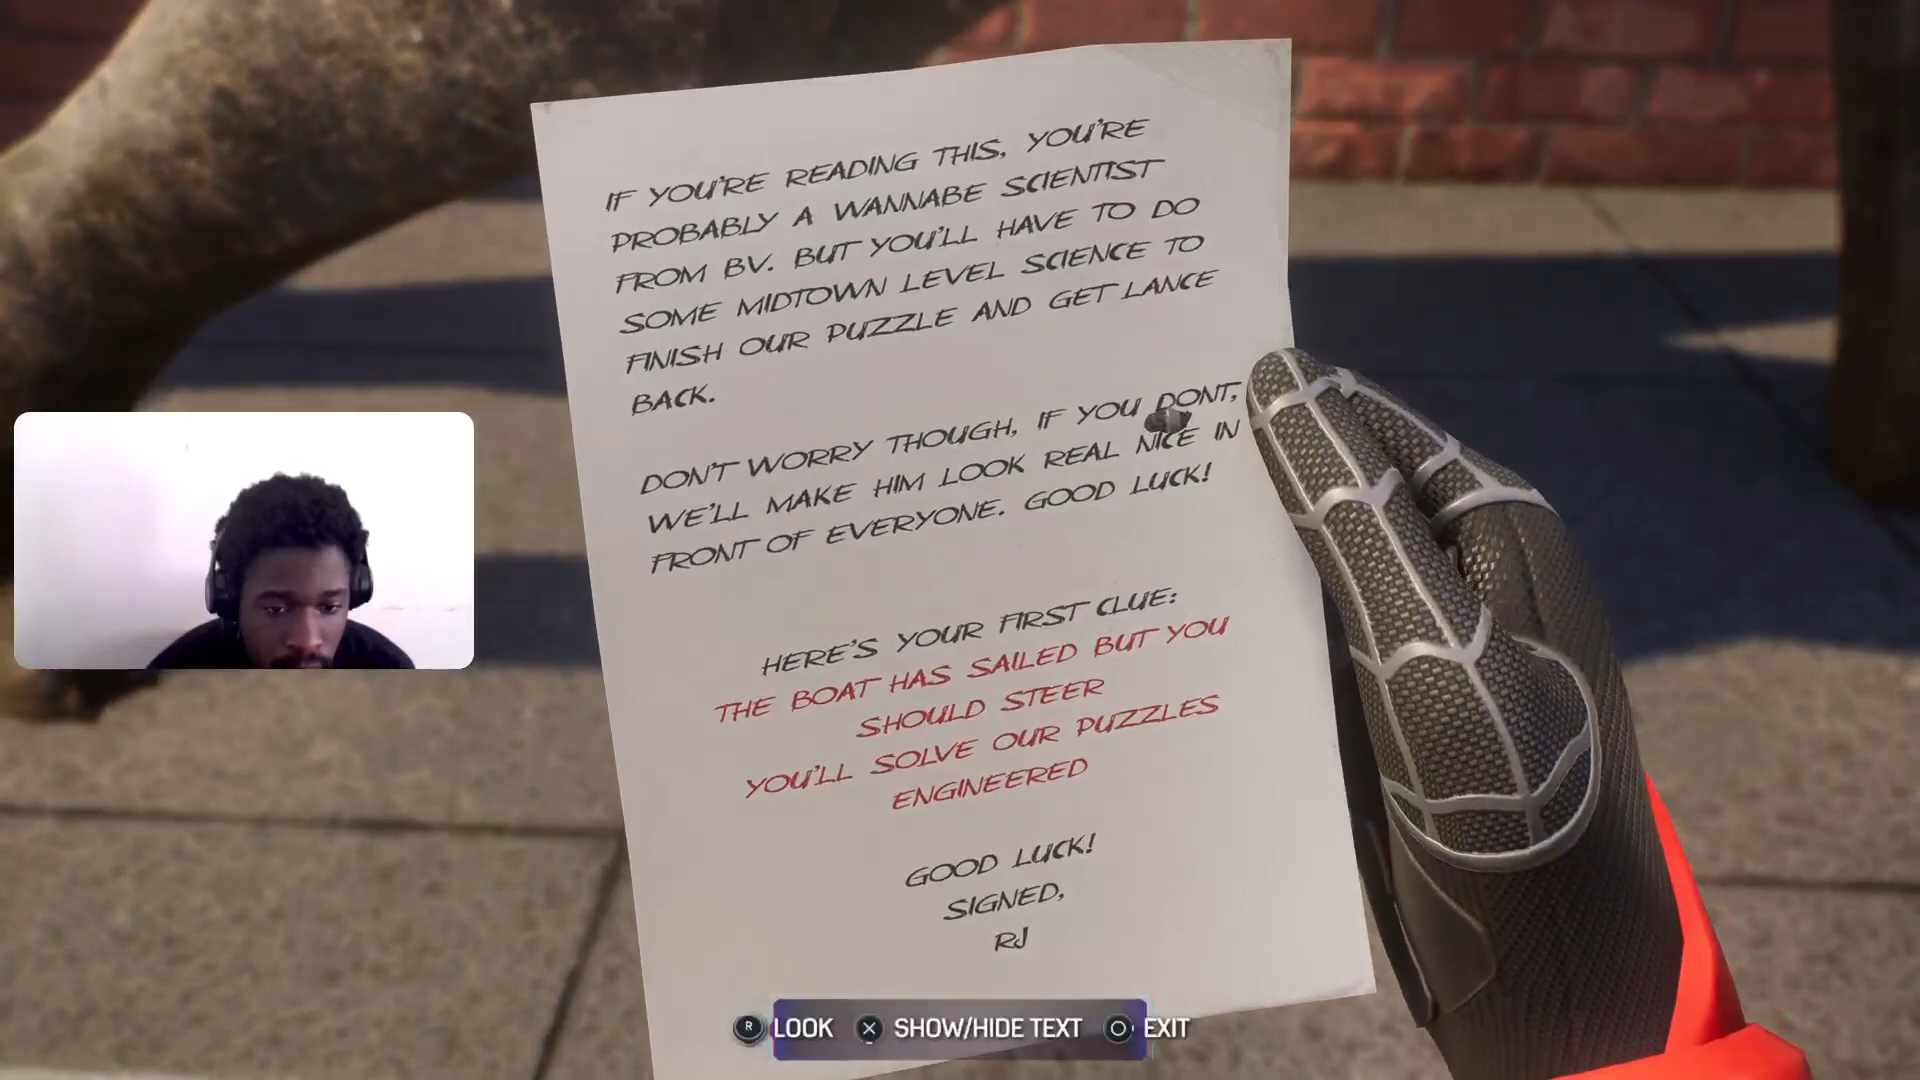 IF YOU'RE READING THIS, YOU'RE
PROBABLY A WANNABE SCIENTIST
FROM BV. BUT YOU'LL HAVE TO DO
SOME MIDTOWN LEVEL SCIENCE TO
FINISH OUR PUZZLE AND GET LANCE
BACK.
DON'T WORRY THOUGH, IF YOU DONT,
WE'LL MAKE HIM LOOK REAL NICE IN
FRONT OF EVERYONE. GOOD LUCK!
HERE'S YOUR FIRST CLUE:
THE BOAT HAS SAILED BUT YOU
SHOULD STEER
YOU'LL SOLVE OUR PUZZLES
ENGINEERED
GOOD LUCK!
SIGNED,
RJ
R LOOK SHOW/HIDE TEXT EXIT